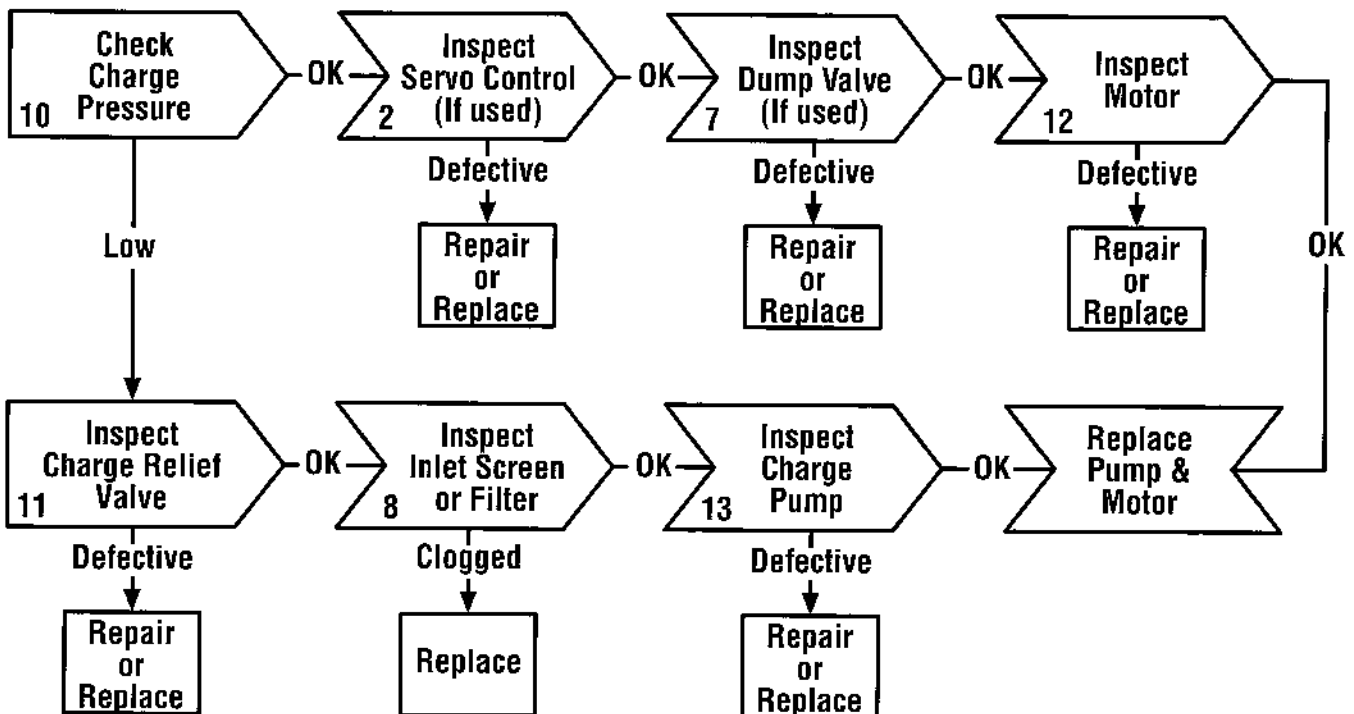 Check
Charge
Pressure
10
OK
Inspect
Servo Control
(If used)
2
OK
Inspect
Dump Valve
(If used)
7
OK
Inspect
Motor
12
Defective
Defective
Defective
Low
Repair
or
Replace
Repair
or
Replace
Repair
or
Replace
OK
Inspect
Charge Relief
Valve
11
OK
Inspect
Inlet Screen
or Filter
8
OK
Inspect
Charge
Pump
13
OK
Replace
Pump &
Motor
Defective
Clogged
Defective
Repair
or
Replace
Replace
Repair
or
Replace